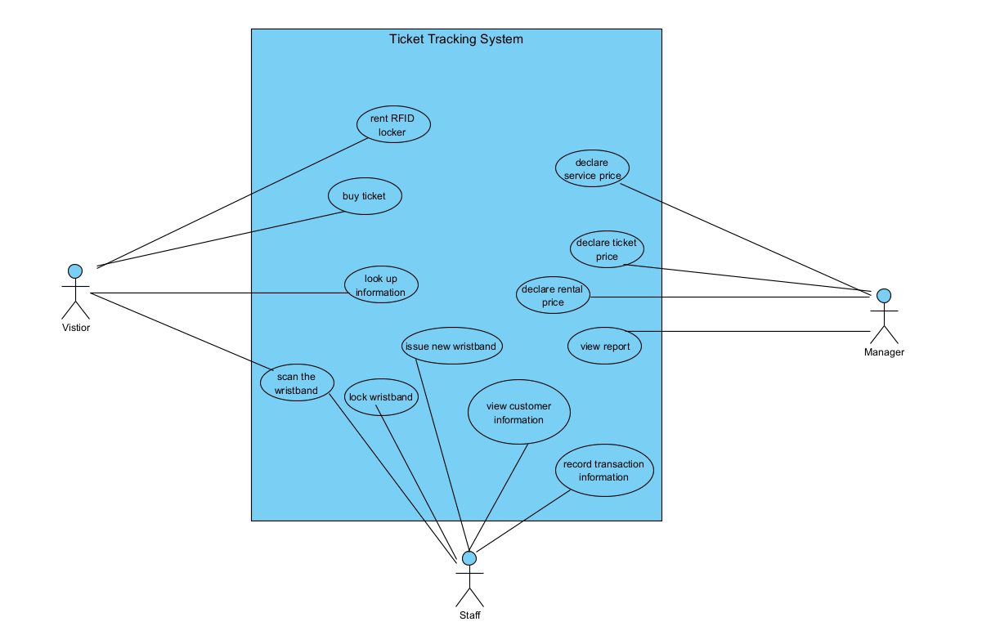 Ticket Tracking System
rent RFID
locker
declare
service price
buy ticket
declare ticket
price
look up
information
declare rental
price
Vistior
Manager
issue new wristband
view report
scan the
wristband
lock wristband
view customer
information
record transaction
information
Staff